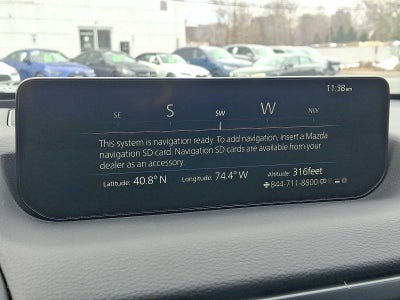 11:38am
SE S SW W NW
This system is navigation ready. To add navigation, insert a Mazda
navigation SD card. Navigation SD cards are available from your
dealer as an accessory.
Latitude: 40.8° N Longitude: 74.4° W Altitude: 316feet
844-711-8800